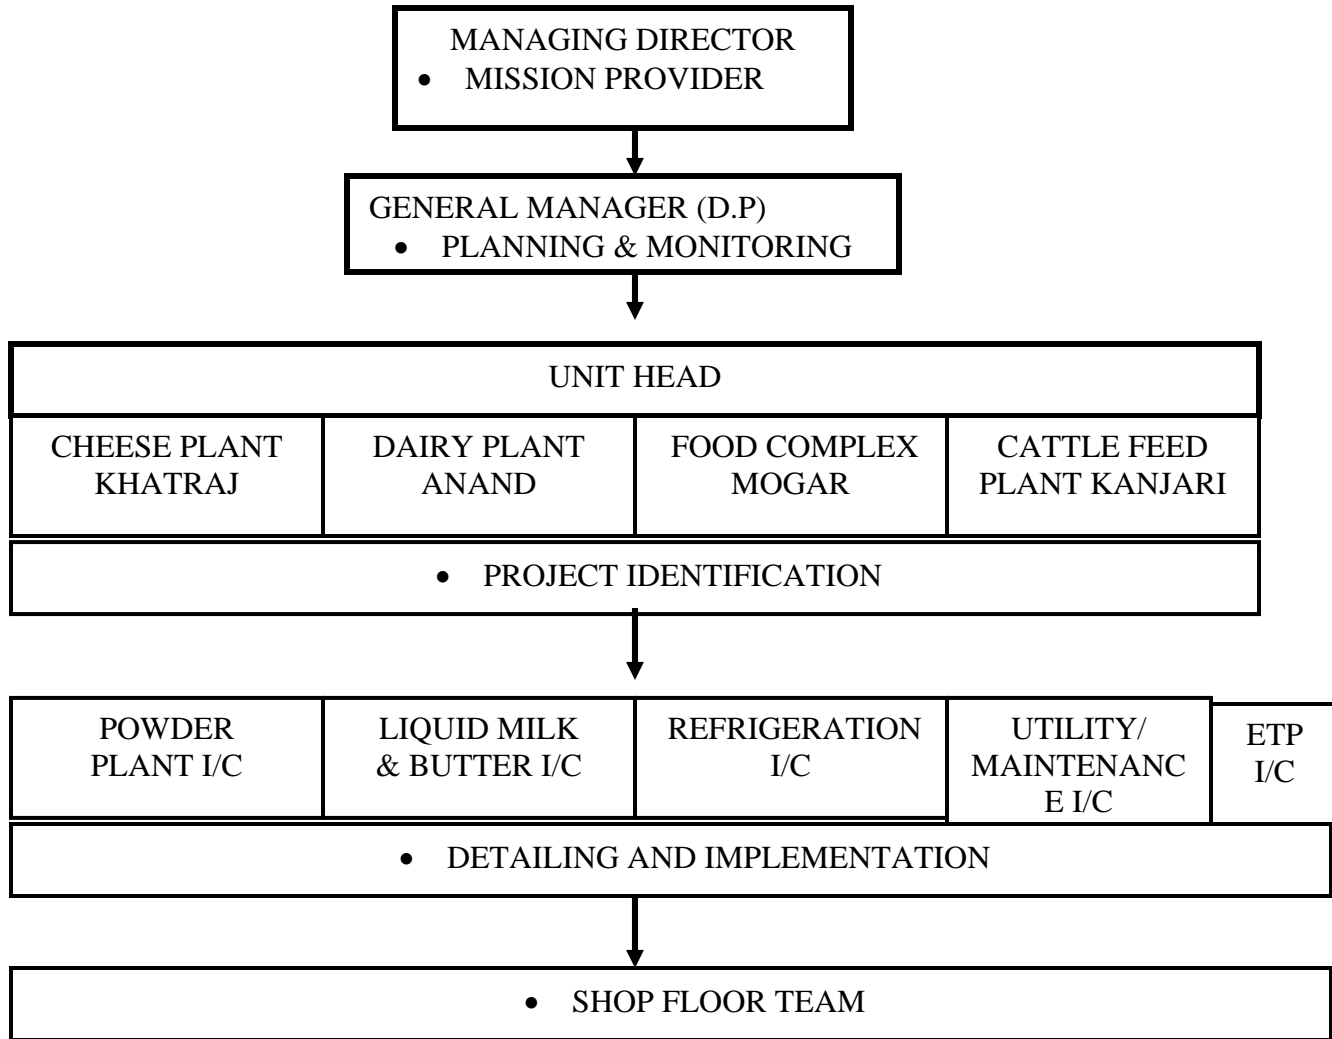 MANAGING DIRECTOR
• MISSION PROVIDER
GENERAL MANAGER (D.P)
• PLANNING & MONITORING
UNIT HEAD
CHEESE PLANT
KHATRAJ
DAIRY PLANT
ANAND
FOOD COMPLEX
MOGAR
CATTLE FEED
PLANT KANJARI
• PROJECT IDENTIFICATION
POWDER
PLANT I/C
LIQUID MILK
& BUTTER I/C
REFRIGERATION
I/C
UTILITY/
MAINTENANC
E I/C
ETP
I/C
• DETAILING AND IMPLEMENTATION
• SHOP FLOOR TEAM